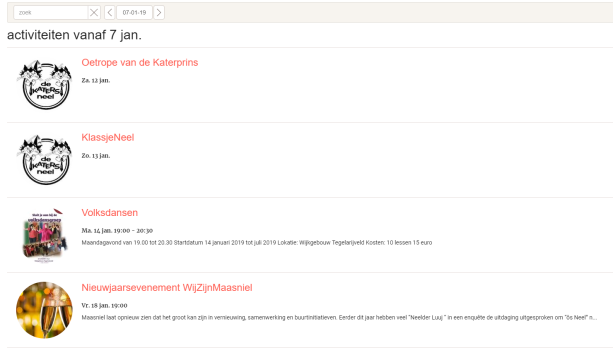 zoek
07-01-19
activiteiten vanaf 7 jan.
de
KATERS
neel
Oetrope van de Katerprins
Za. 12 jan.
de
KATERS
neel
KlassjeNeel
Zo. 13 jan.
volksdansgroep
Volksdansen
Ma. 14 jan. 19:00 - 20:30
Maandagavond van 19.00 tot 20.30 Startdatum 14 januari 2019 tot juli 2019 Lokatie: Wijkgebouw Tegelarijveld Kosten: 10 lessen 15 euro
Nieuwjaarsevenement WijZijnMaasniel
Vr. 18 jan. 19:00
Maasniel laat opnieuw zien dat het groot kan zijn in vernieuwing, samenwerking en buurtinitiatieven. Eerder dit jaar hebben veel "Neelder Luuj " in een enquête de uitdaging uitgesproken om "ôs Neel" n...